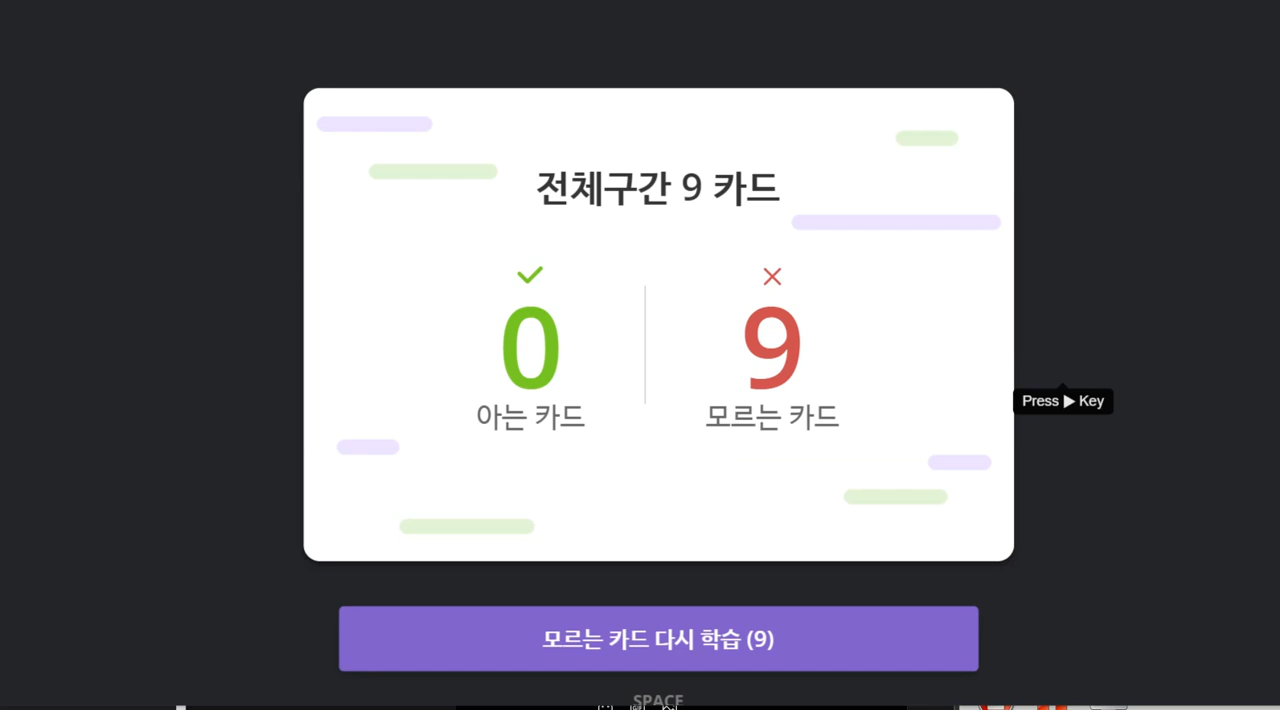 전체구간 9 카드
0
아는 카드
9
모르는 카드
Press ▶ Key
모르는 카드 다시 학습 (9)
SPACE